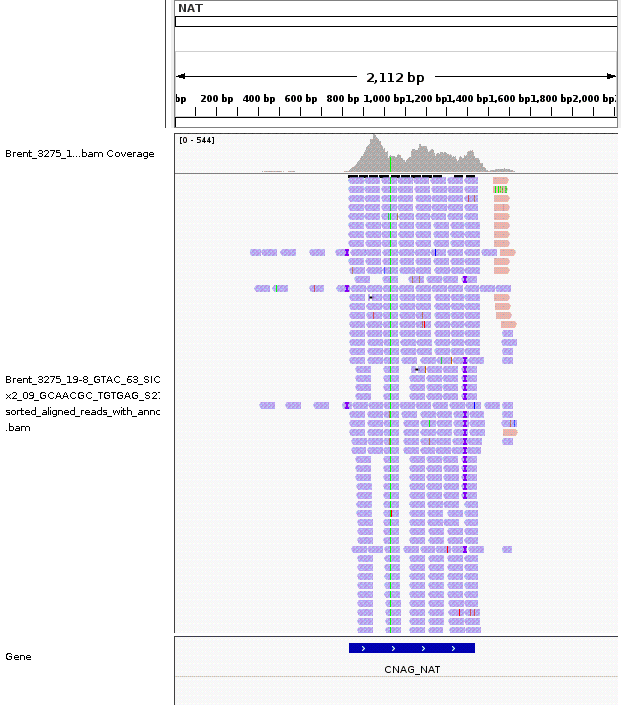 NAT
2,112 bp
bp 200 bp 400 bp 600 bp 800 bp 1,000 bp 1,200 bp 1,400 bp 1,600 bp 1,800 bp 2,000 bp
[0 - 544]
Brent_3275_1...bam Coverage
Brent_3275_19-8_GTAC_63_SIC
x2_09_GCAACGC_TGTGAG_S2
sorted_aligned_reads_with_annc
.bam
Gene
CNAG_NAT